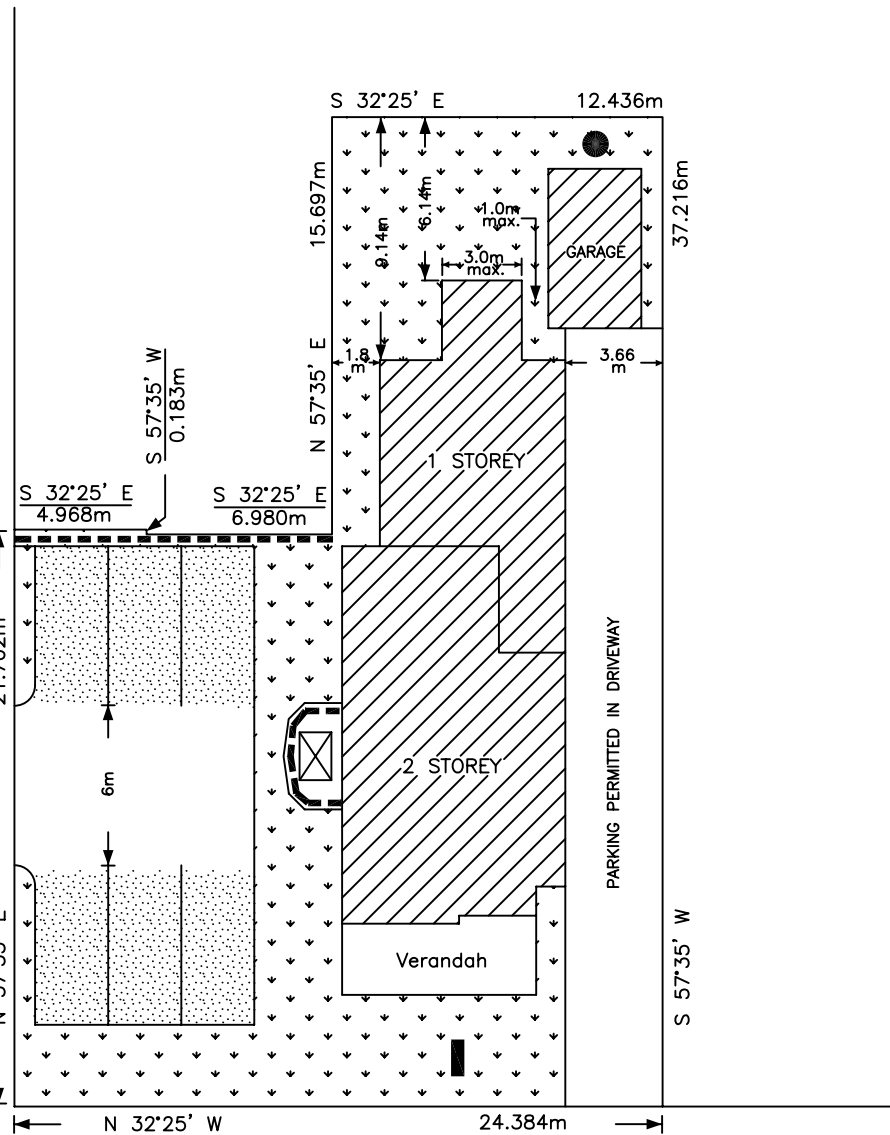 S 32°25' E
12.436m
15.697m
37.216m
9.14m
6.14m
1.0m
max.
GARAGE
3.0m
max.
N 57°35' E
1.8
m
3.66
m
S 57°35' W
0.183m
1 STOREY
S 32°25' E
4.968m
S 32°25' E
6.980m
6m
2 STOREY
PARKING PERMITTED IN DRIVEWAY
Verandah
S 57°35' W
N 32°25' W
24.384m